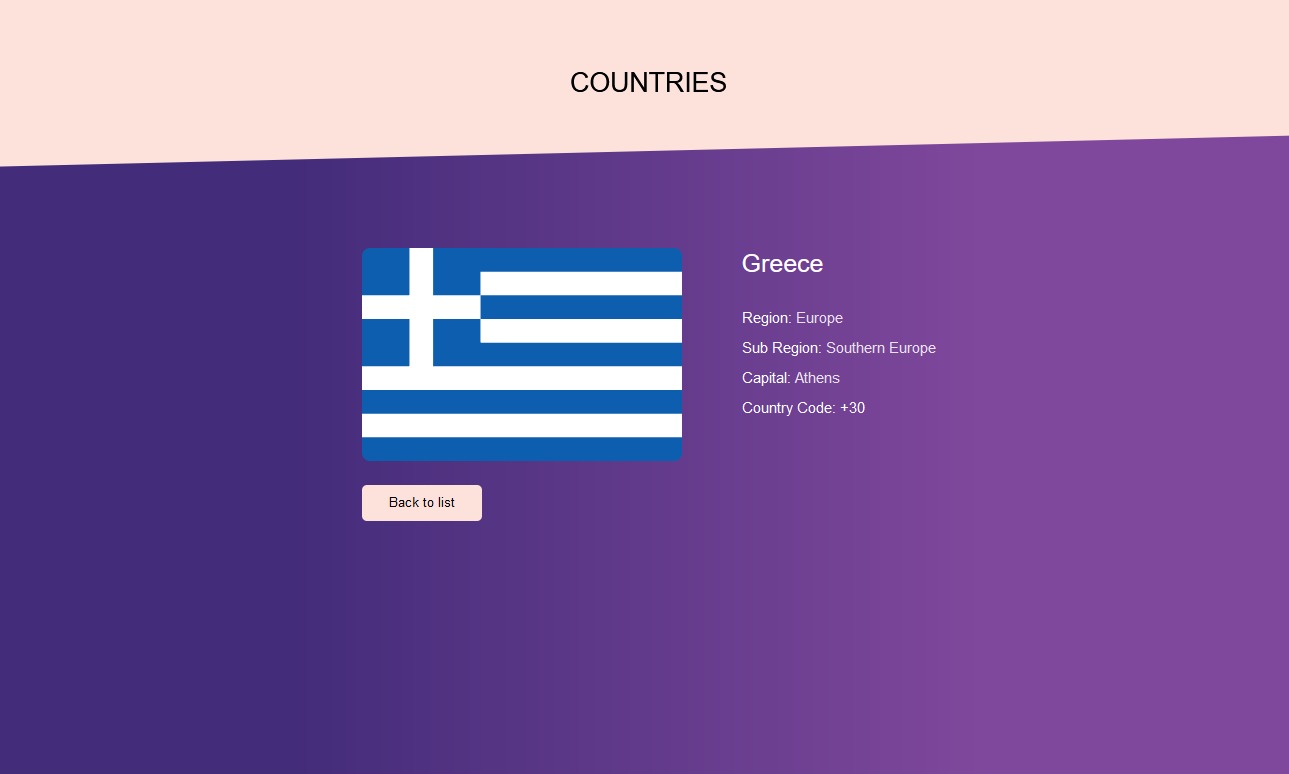 COUNTRIES
Greece
Region: Europe
Sub Region: Southern Europe
Capital: Athens
Country Code: +30
Back to list